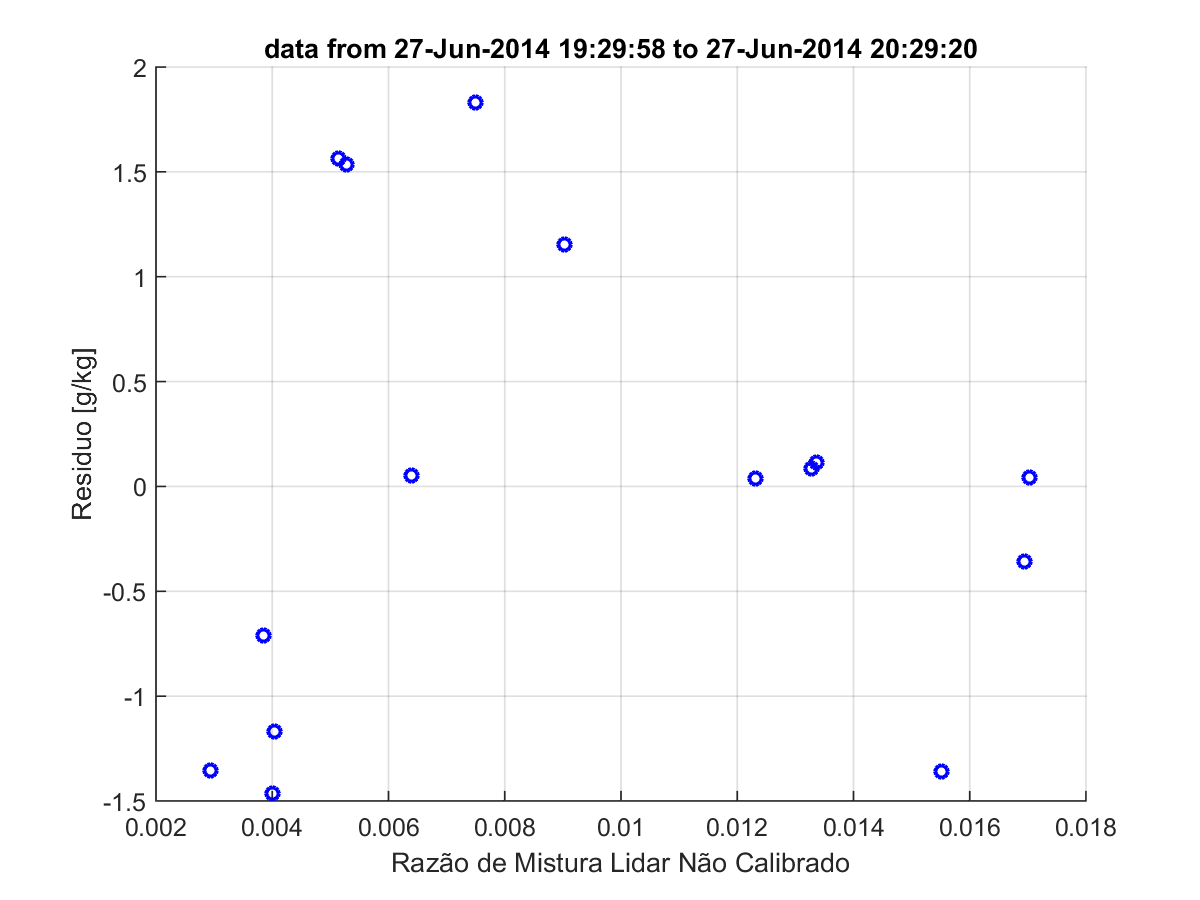 data from 27-Jun-2014 19:29:58 to 27-Jun-2014 20:29:20
2
1.5
1
0.5
0
-0.5
-1
-1.5
Residuo [g/kg]
0.002 0.004 0.006 0.008 0.01 0.012 0.014 0.016 0.018
Razão de Mistura Lidar Não Calibrado